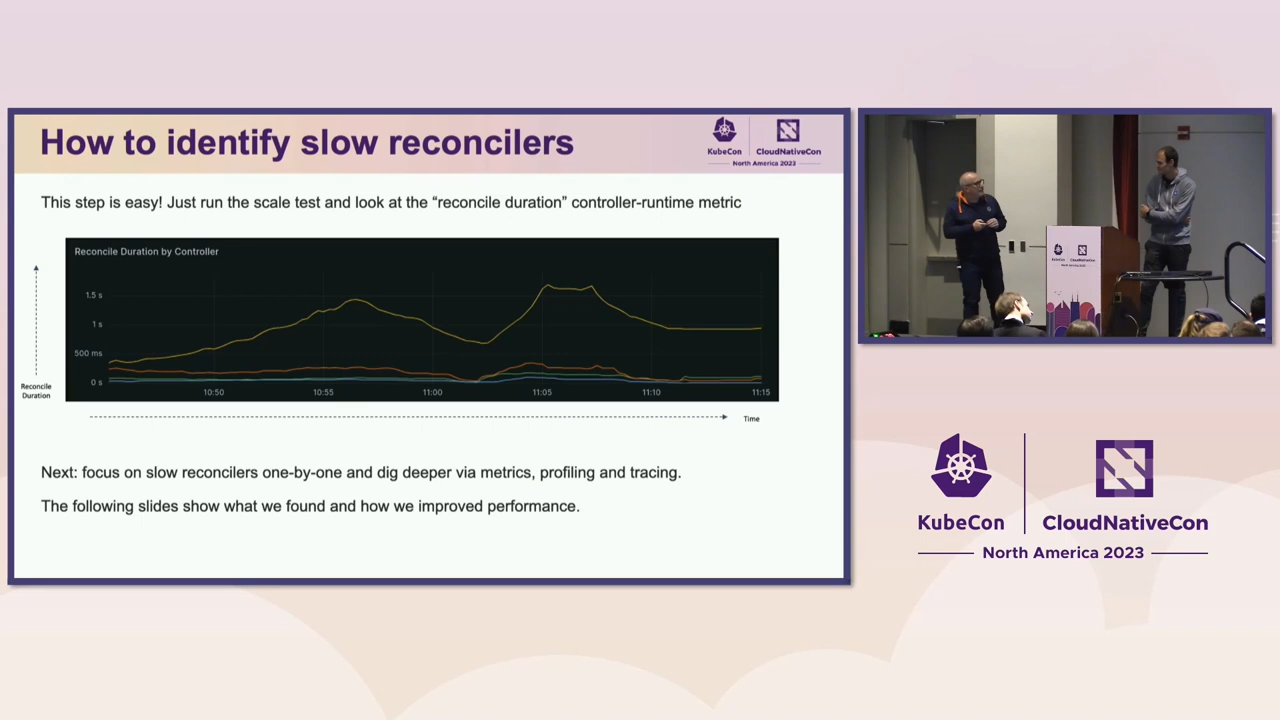 How to identify slow reconcilers
KubeCon
CloudNativeCon
North America 2023
This step is easy! Just run the scale test and look at the “reconcile duration” controller-runtime metric
Reconcile Duration by Controller
1.5 s
1 s
500 ms
0 s
10:50
10:55
11:00
11:05
11:10
11:15
Reconcile
Duration
Time
Next: focus on slow reconcilers one-by-one and dig deeper via metrics, profiling and tracing.
The following slides show what we found and how we improved performance.
KubeCon
CloudNativeCon
North America 2023